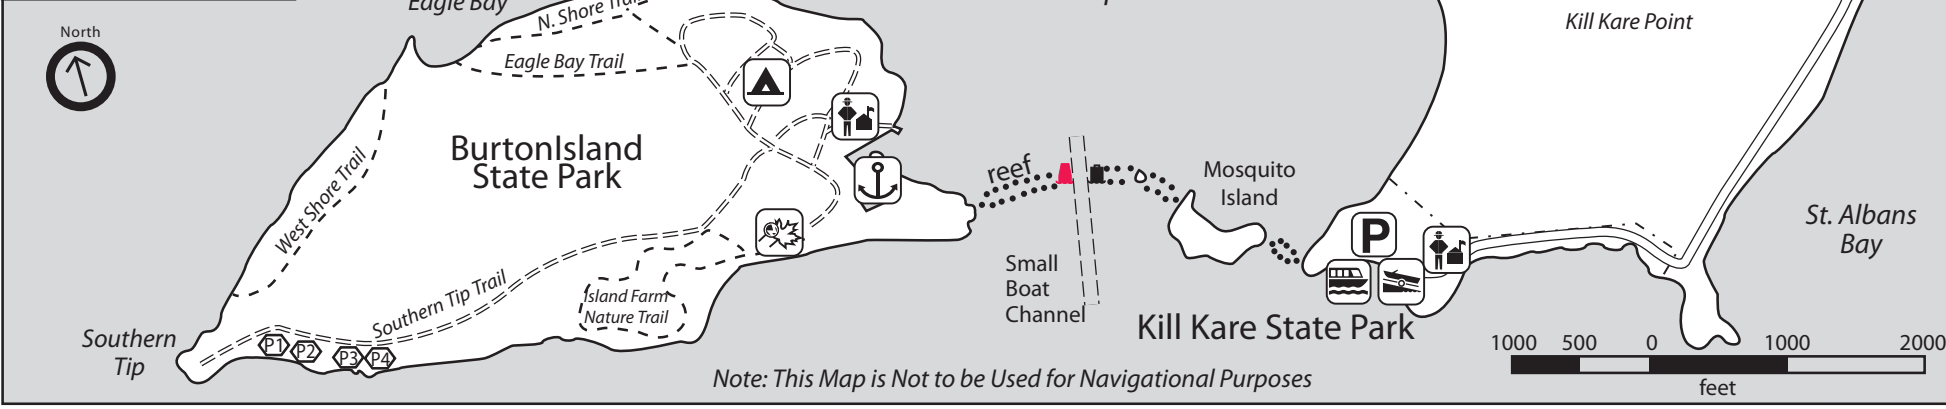 Eagle Bay
N. Shore Trail
Kill Kare Point
North
Eagle Bay Trail
BurtonIsland
State Park
reef
Mosquito
Island
West Shore Trail
St. Albans
Bay
P
Small
Boat
Channel
Island Farm
Nature Trail
Southern Tip Trail
Kill Kare State Park
Southern
Tip
P1
P2
P3
P4
1000 500 0 1000 2000
feet
Note: This Map is Not to be Used for Navigational Purposes